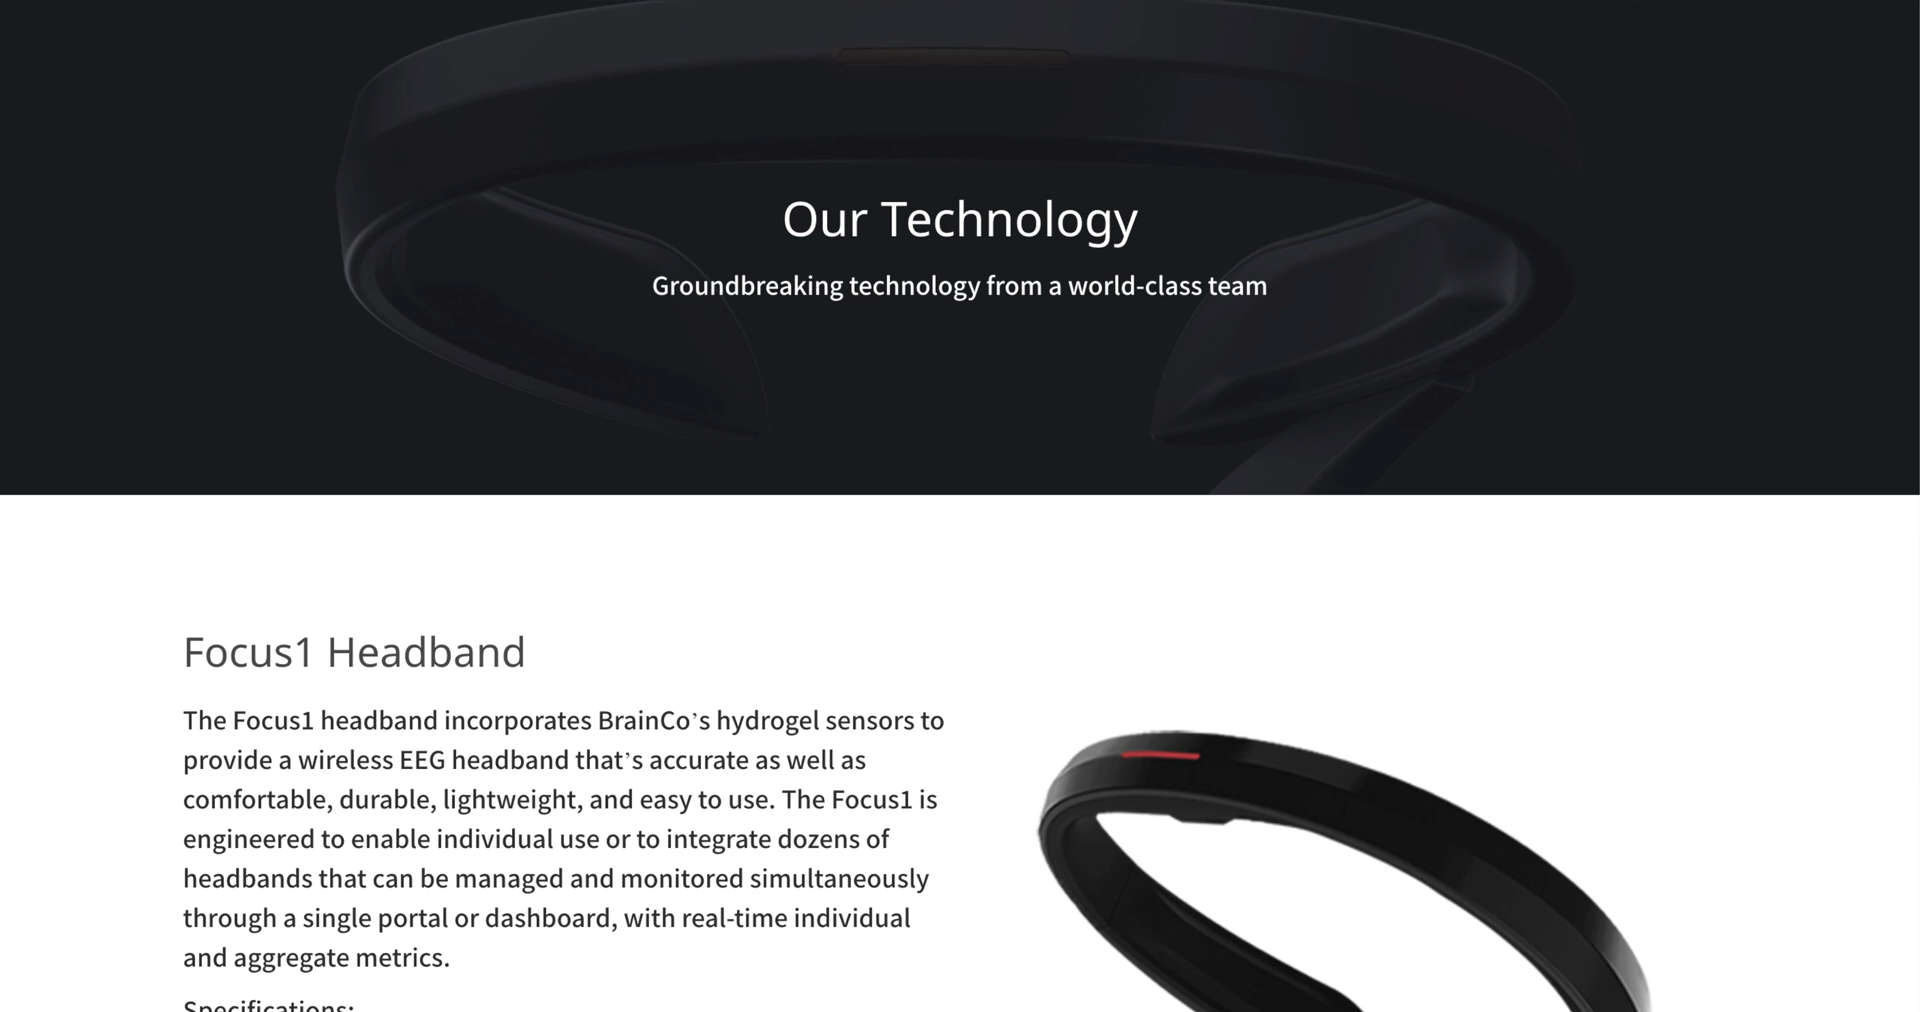 Our Technology
Groundbreaking technology from a world-class team
Focus1 Headband
The Focus1 headband incorporates BrainCo’s hydrogel sensors to
provide a wireless EEG headband that’s accurate as well as
comfortable, durable, lightweight, and easy to use. The Focus1 is
engineered to enable individual use or to integrate dozens of
headbands that can be managed and monitored simultaneously
through a single portal or dashboard, with real-time individual
and aggregate metrics.
Specifications: